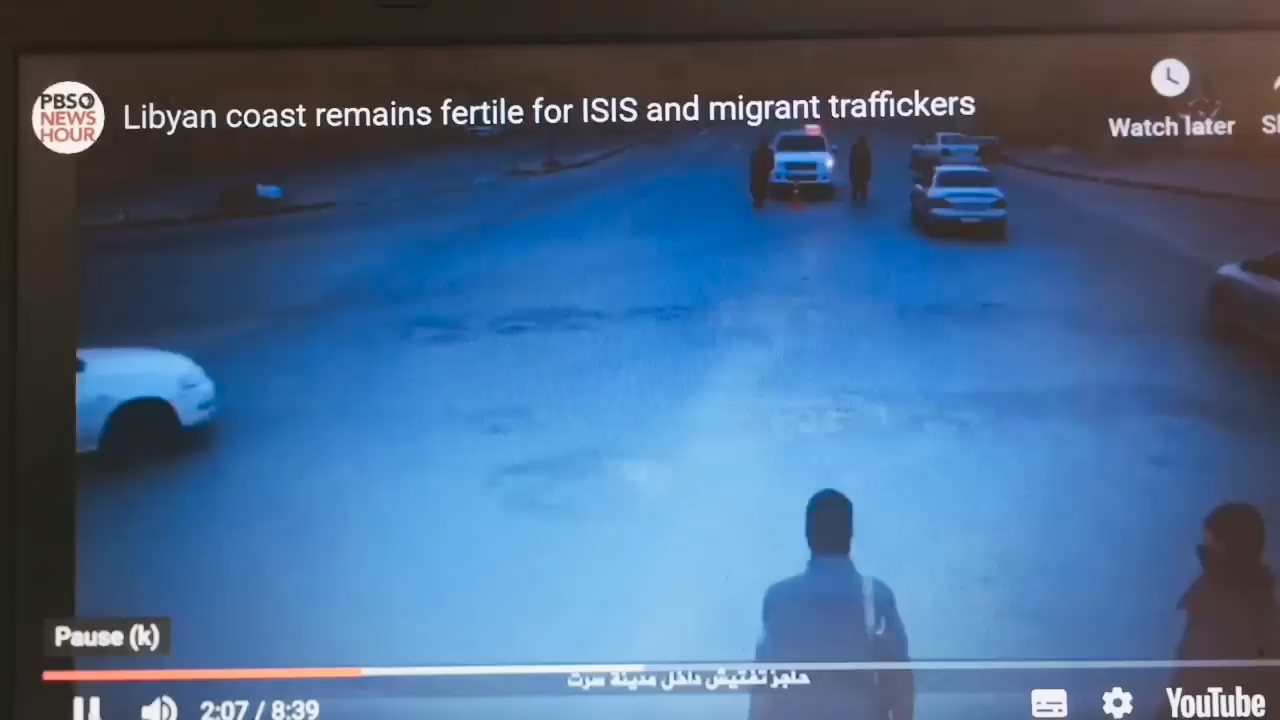 PBS NEWS HOUR
Libyan coast remains fertile for ISIS and migrant traffickers
Watch later
Pause (k)
حاجز تفتيش داخل مدينة سرت
2:07 / 8:39
YouTube